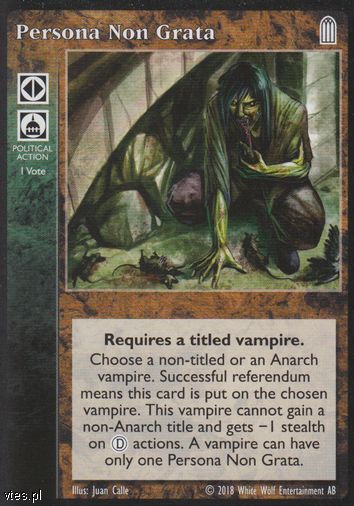 Persona Non Grata
POLITICAL
ACTION
1 Vote
Requires a titled vampire.
Choose a non-titled or an Anarch
vampire. Successful referendum
means this card is put on the chosen
vampire. This vampire cannot gain a
non-Anarch title and gets −1 stealth
on D actions. A vampire can have
only one Persona Non Grata.
Illus: Juan Calle
© 2018 White Wolf Entertainment AB
vtes.pl